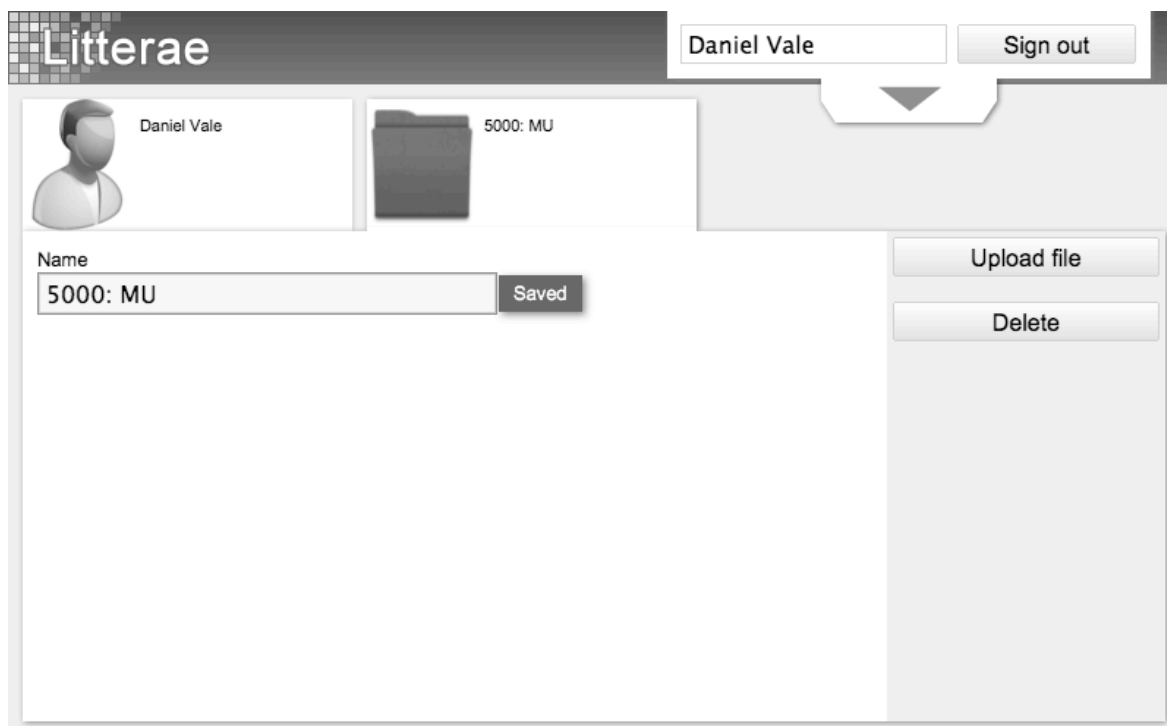 Litterae
Daniel Vale
Sign out
Daniel Vale
5000: MU
Name
5000: MU
Saved
Upload file
Delete